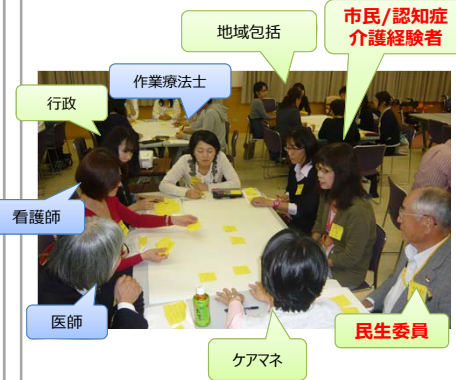 市民/認知症
介護経験者
地域包括
作業療法士
行政
看護師
医師
ケアマネ
民生委員